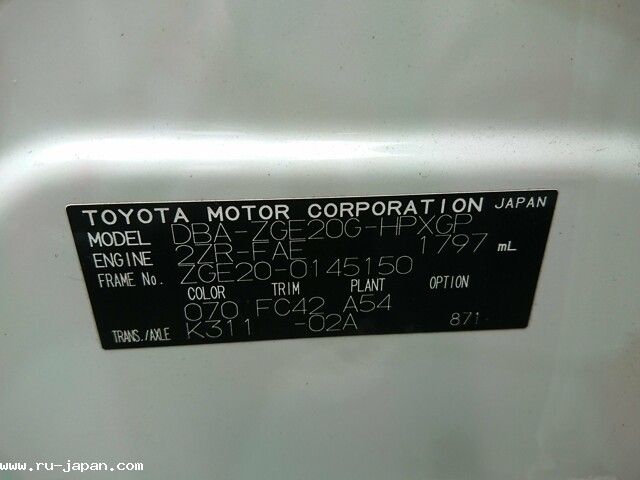 TOYOTA MOTOR CORPORATION JAPAN
MODEL DBA-ZGE20G-HPXGP
ENGINE 2ZR-FAE 1797 mL
FRAME NO. ZGE20-0145150
COLOR TRIM PLANT OPTION
070 FC42 A54
TRANS./AXLE K311 -02A 871
www.ru-japan.com